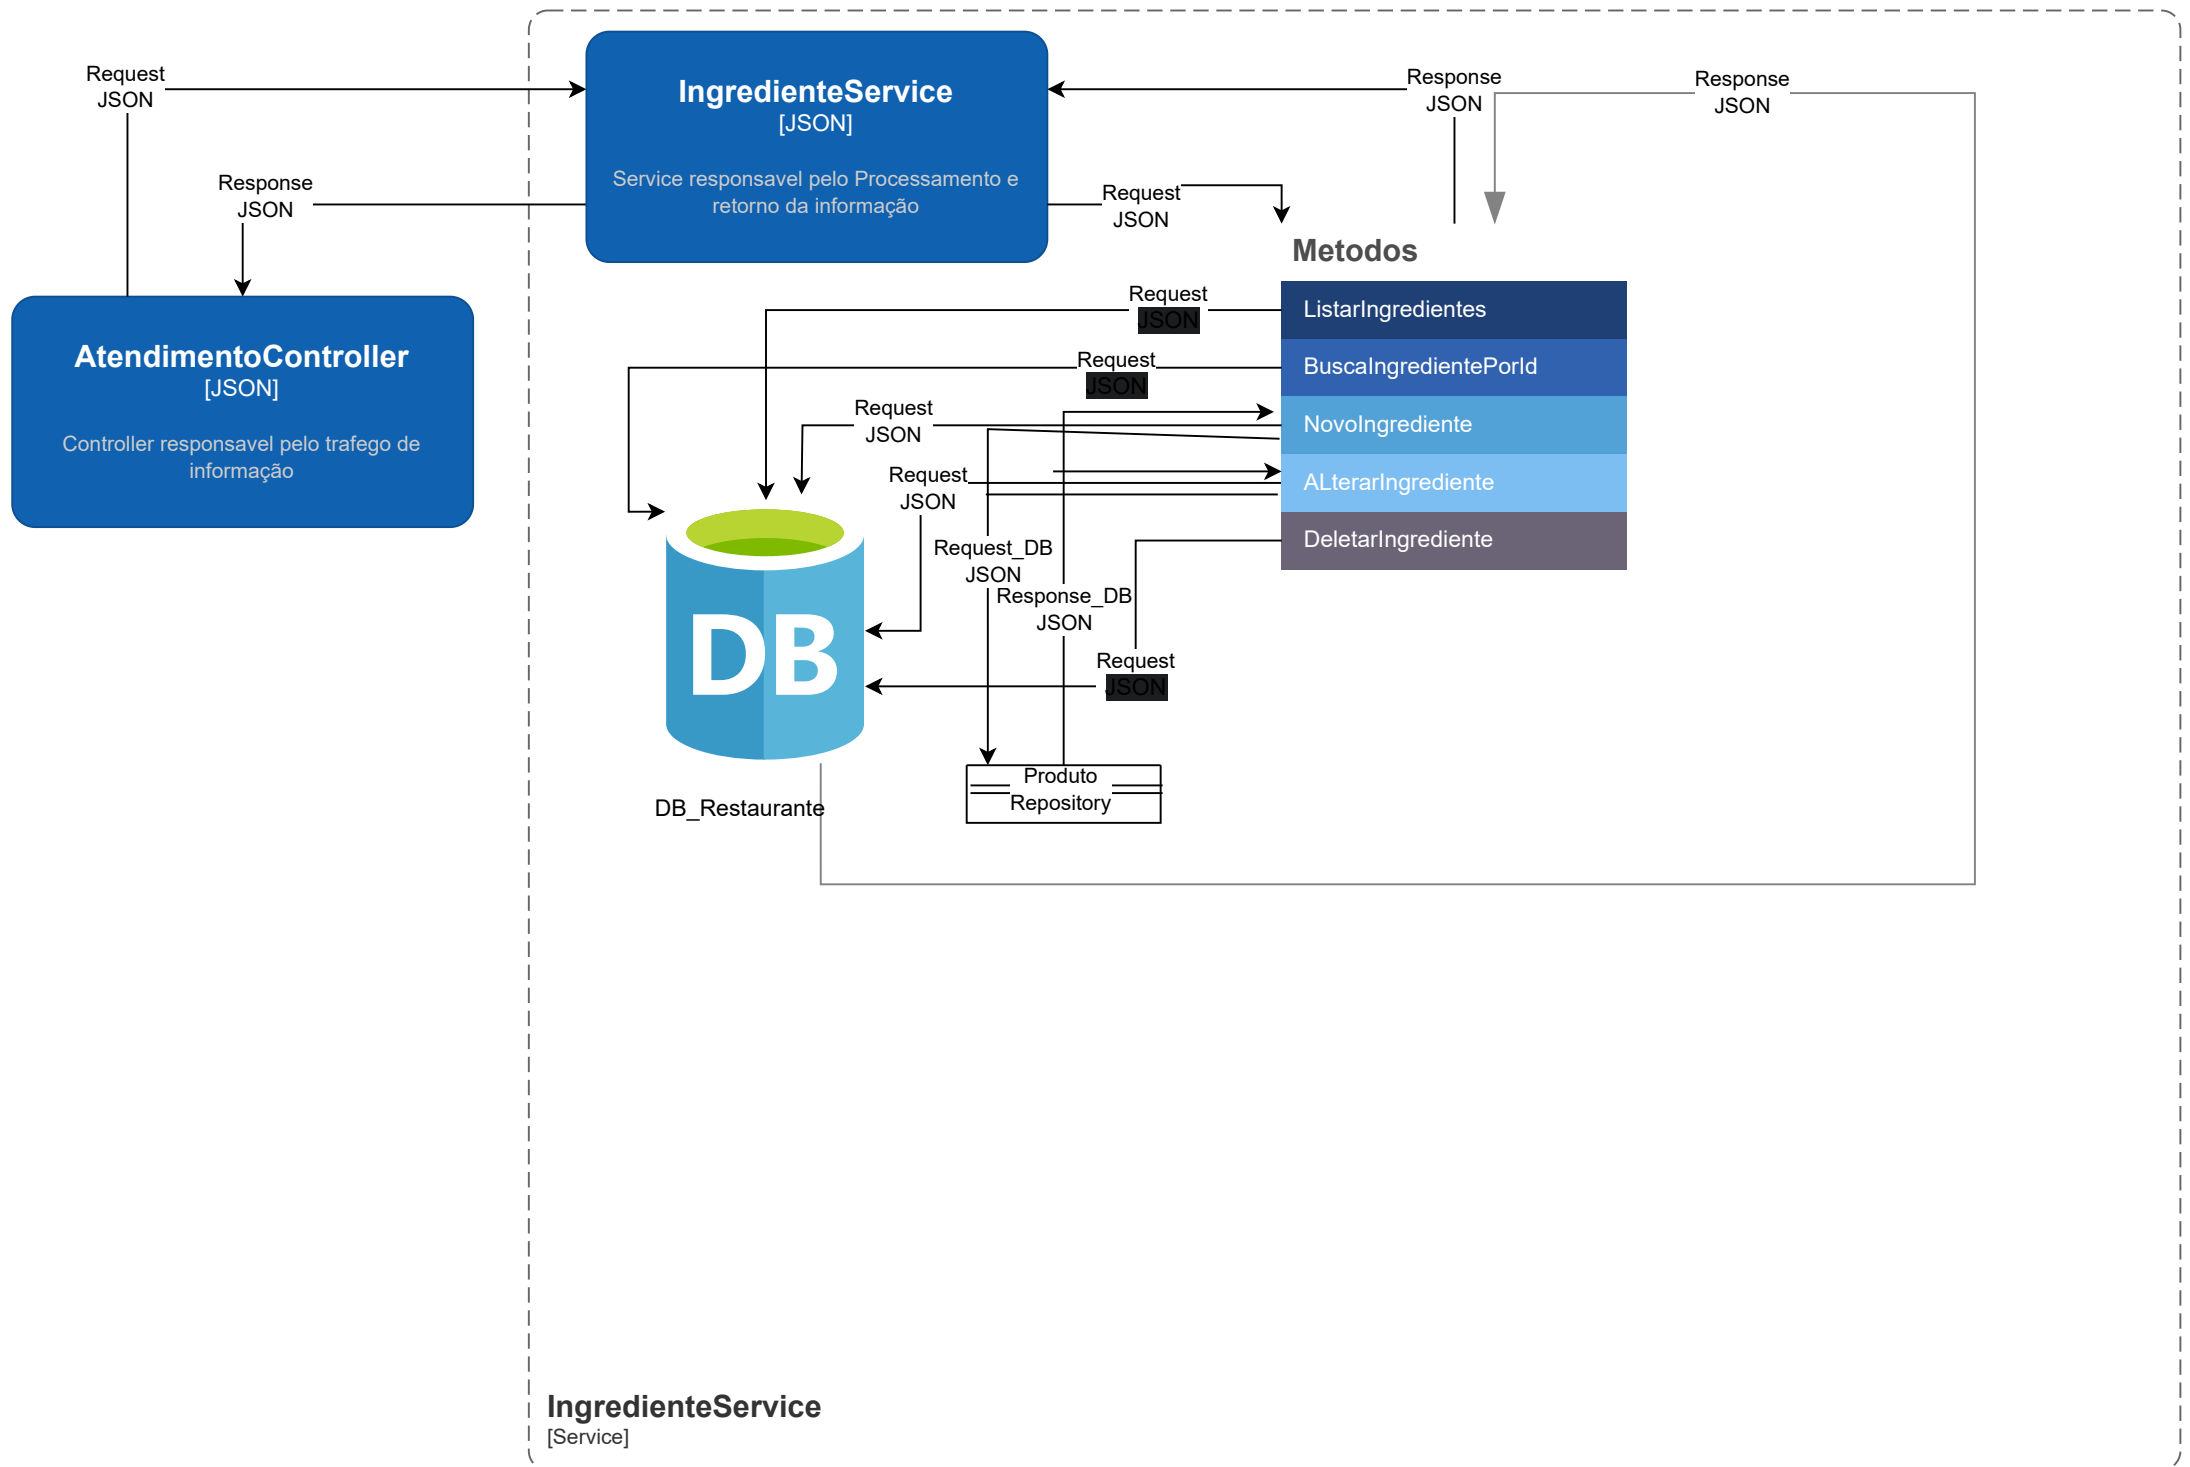 Request
JSON
IngredienteService
[JSON]
Service responsavel pelo Processamento e
retorno da informação
Response
JSON
Response
JSON
Response
JSON
Request
JSON
Metodos
AtendimentoController
[JSON]
Controller responsavel pelo trafego de
informação
Request
JSON
ListarIngredientes
Request
JSON
BuscaIngredientePorId
Request
JSON
NovoIngrediente
Request
JSON
ALterarIngrediente
DeletarIngrediente
Request_DB
JSON
Response_DB
JSON
DB
Request
JSON
DB_Restaurante
Produto
Repository
IngredienteService
[Service]